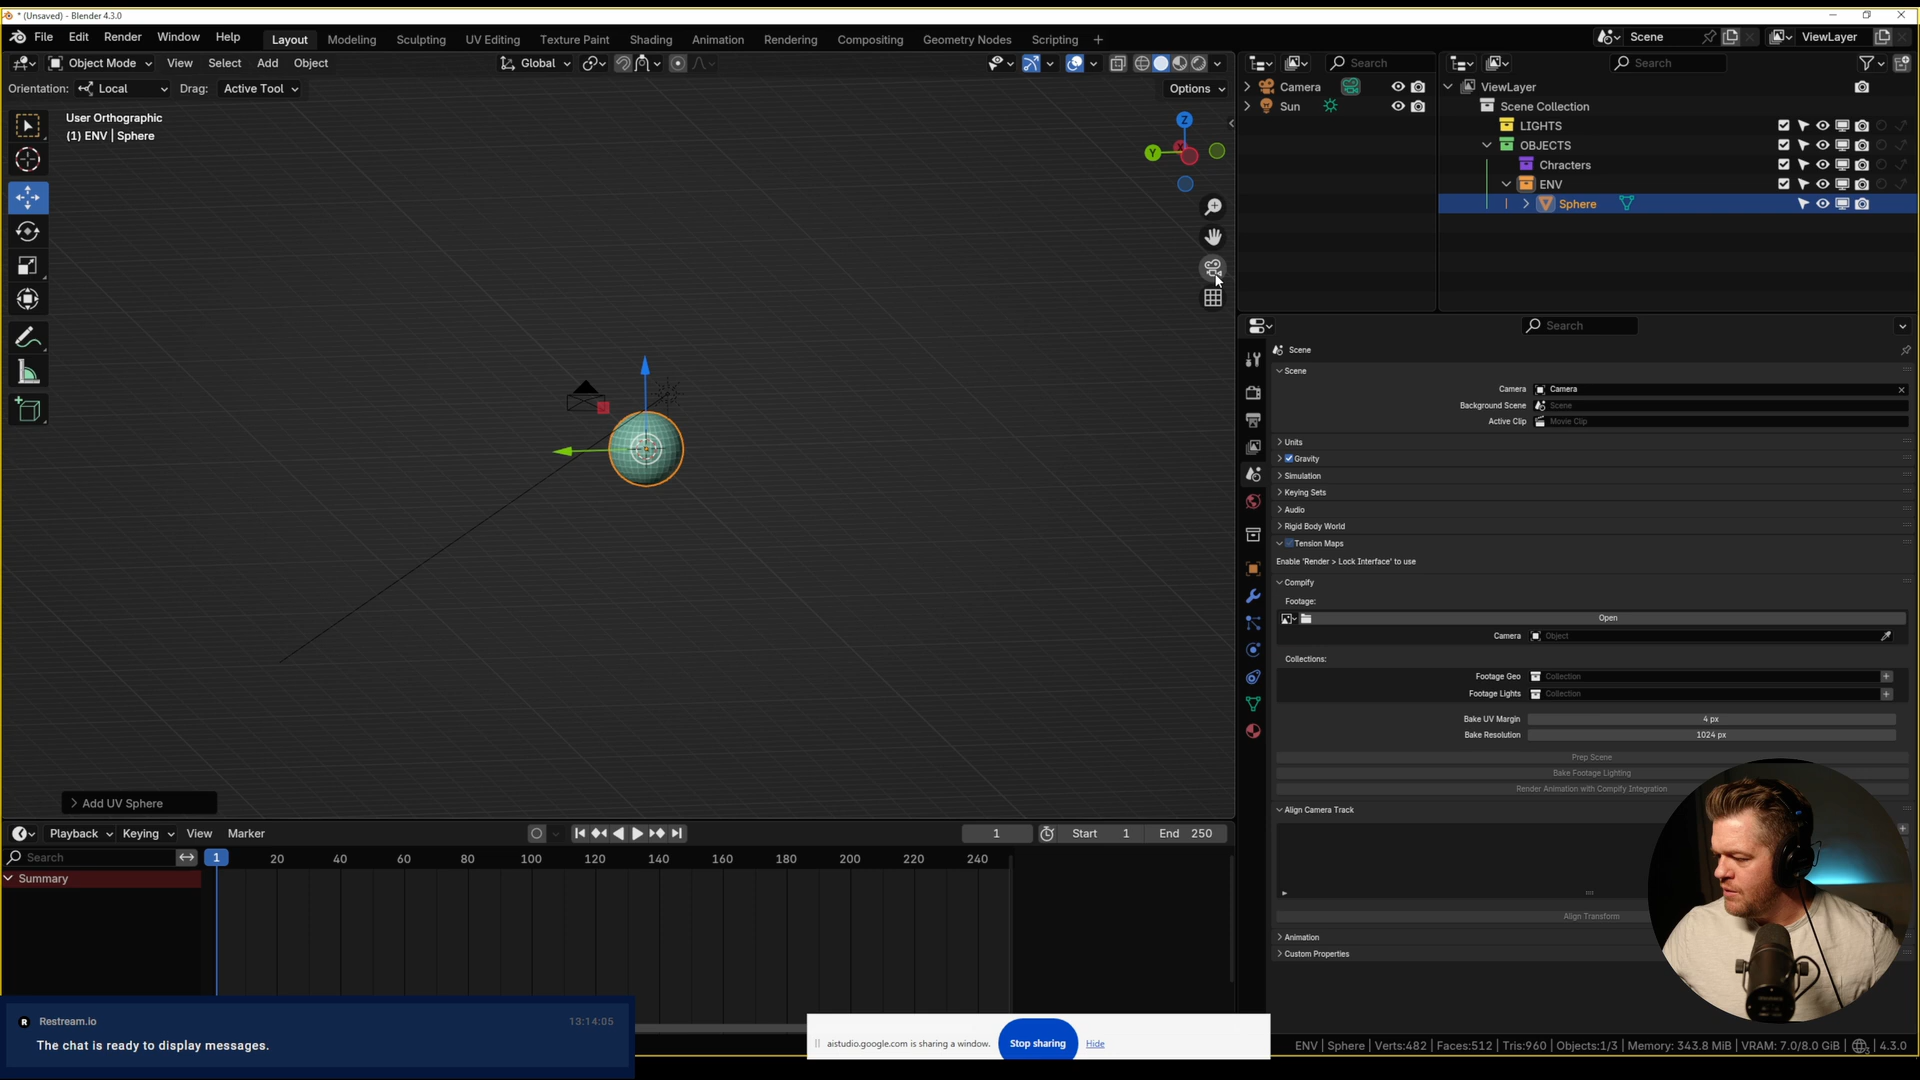 * (Unsaved) - Blender 4.3.0
File Edit Render Window Help
Layout Modeling Sculpting UV Editing Texture Paint Shading Animation Rendering Compositing Geometry Nodes Scripting +
Scene ViewLayer
Object Mode View Select Add Object Global
Search
Search
Orientation: Local Drag: Active Tool
Options
Camera
Sun
ViewLayer
Scene Collection
LIGHTS
OBJECTS
Chracters
ENV
Sphere
User Orthographic
(1) ENV | Sphere
Z
Y
X
Search
Scene
Scene
Camera Camera
Background Scene Scene
Active Clip Movie Clip
Units
Gravity
Simulation
Keying Sets
Audio
Rigid Body World
Tension Maps
Enable 'Render > Lock Interface' to use
Compify
Footage:
Open
Camera Object
Collections:
Footage Geo Collection
Footage Lights Collection
Bake UV Margin 4 px
Bake Resolution 1024 px
Prep Scene
Bake Footage Lighting
Render Animation with Compify Integration
Align Camera Track
Align Transform
Animation
Custom Properties
Add UV Sphere
Playback Keying View Marker
1 Start 1 End 250
Search
1 20 40 60 80 100 120 140 160 180 200 220 240
Summary
R Restream.io 13:14:05
The chat is ready to display messages.
aistudio.google.com is sharing a window. Stop sharing Hide
ENV | Sphere | Verts:482 | Faces:512 | Tris:960 | Objects:1/3 | Memory: 343.8 MiB | VRAM: 7.0/8.0 GiB | 4.3.0